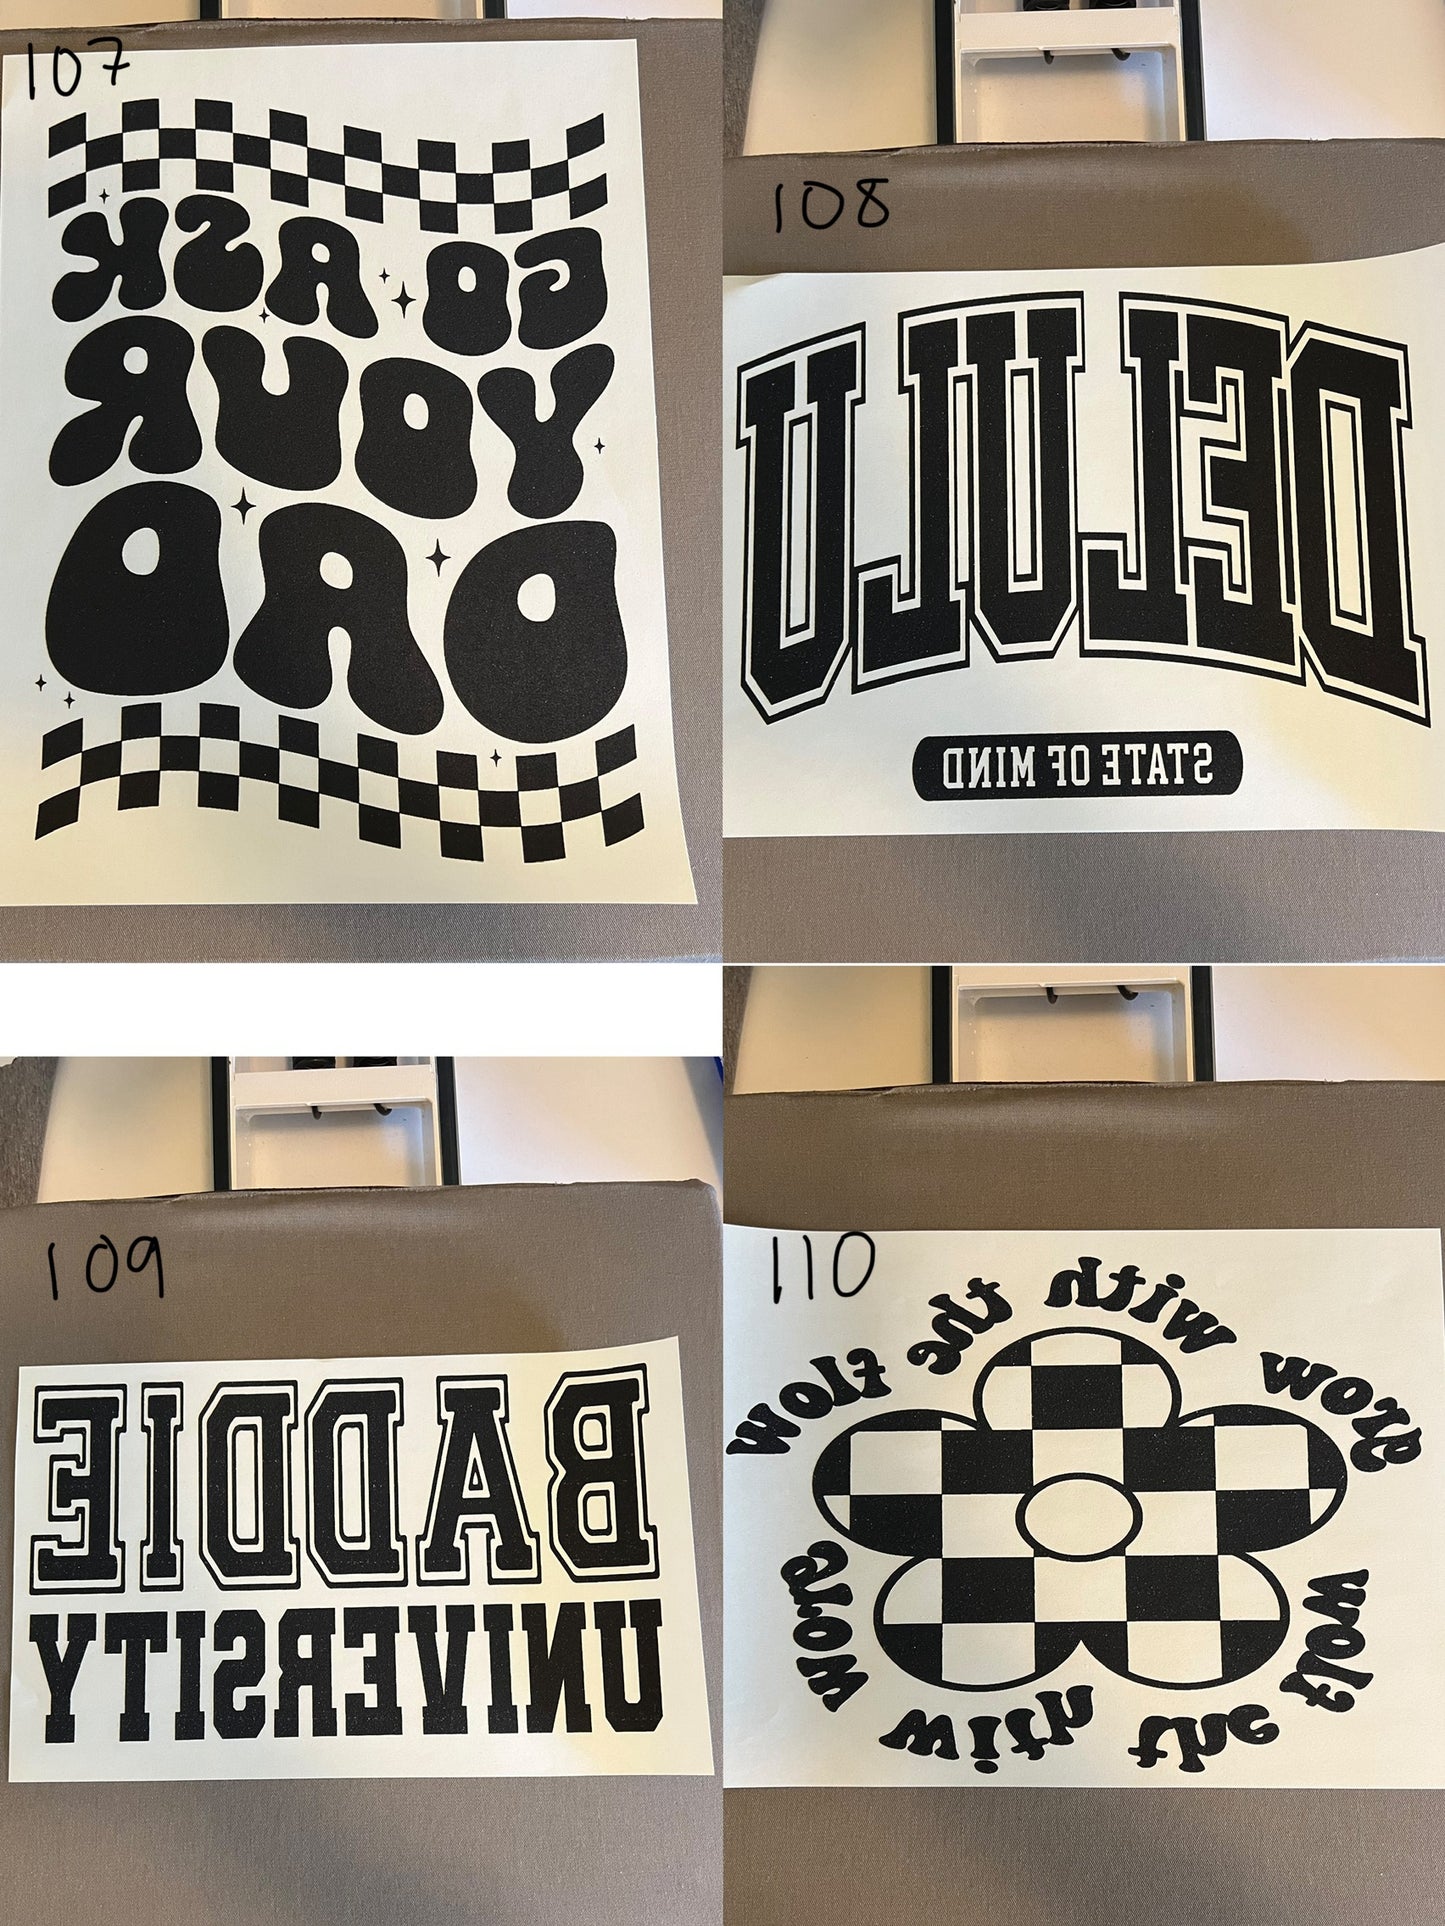 107
GO ASK
YOUR
DAD
108
DELULU
STATE OF MIND
109
BADDIE
UNIVERSITY
110
grow with the flow
grow with the flow